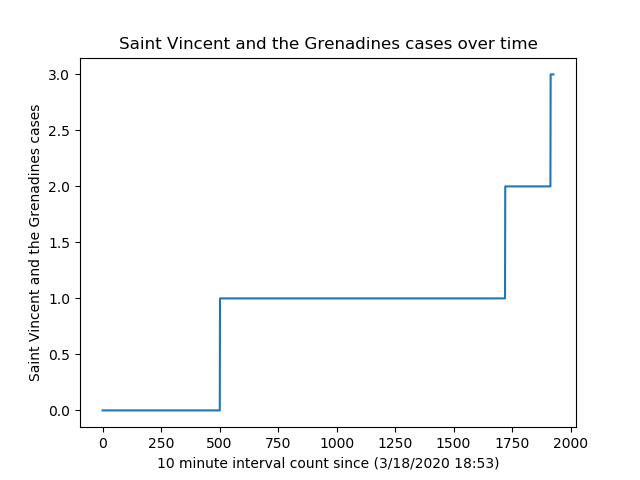 Saint Vincent and the Grenadines cases over time
Saint Vincent and the Grenadines cases
3.0
2.5
2.0
1.5
1.0
0.5
0.0
0 250 500 750 1000 1250 1500 1750 2000
10 minute interval count since (3/18/2020 18:53)